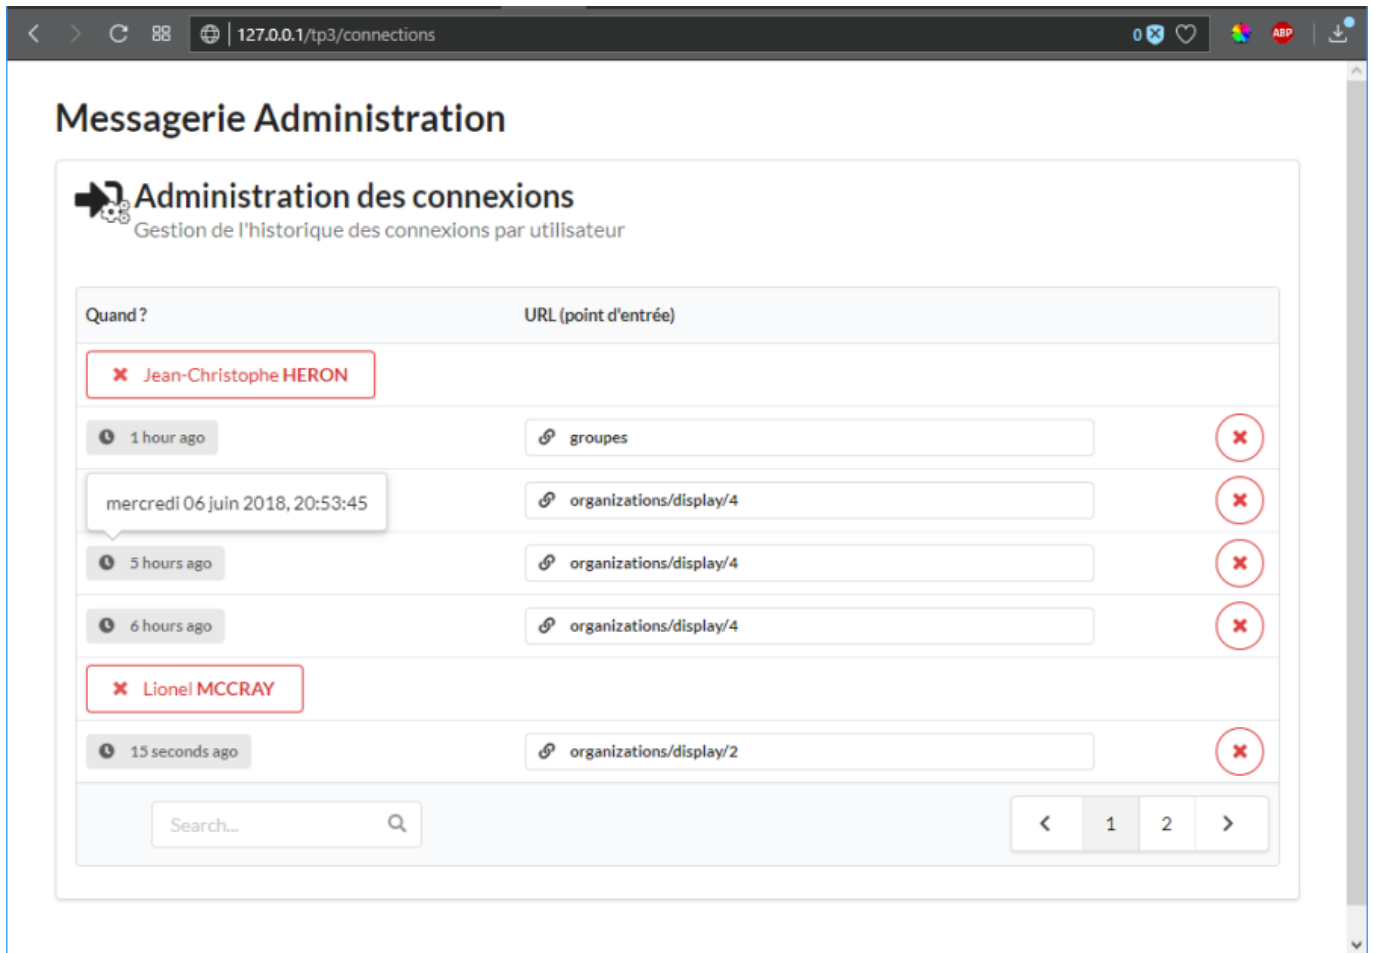 127.0.0.1/tp3/connections
0
ABP
Messagerie Administration
Administration des connexions
Gestion de l'historique des connexions par utilisateur
Quand ? URL (point d'entrée)
Jean-Christophe HERON
1 hour ago groupes
mercredi 06 juin 2018, 20:53:45 organizations/display/4
5 hours ago organizations/display/4
6 hours ago organizations/display/4
Lionel MCCRAY
15 seconds ago organizations/display/2
Search... 1 2